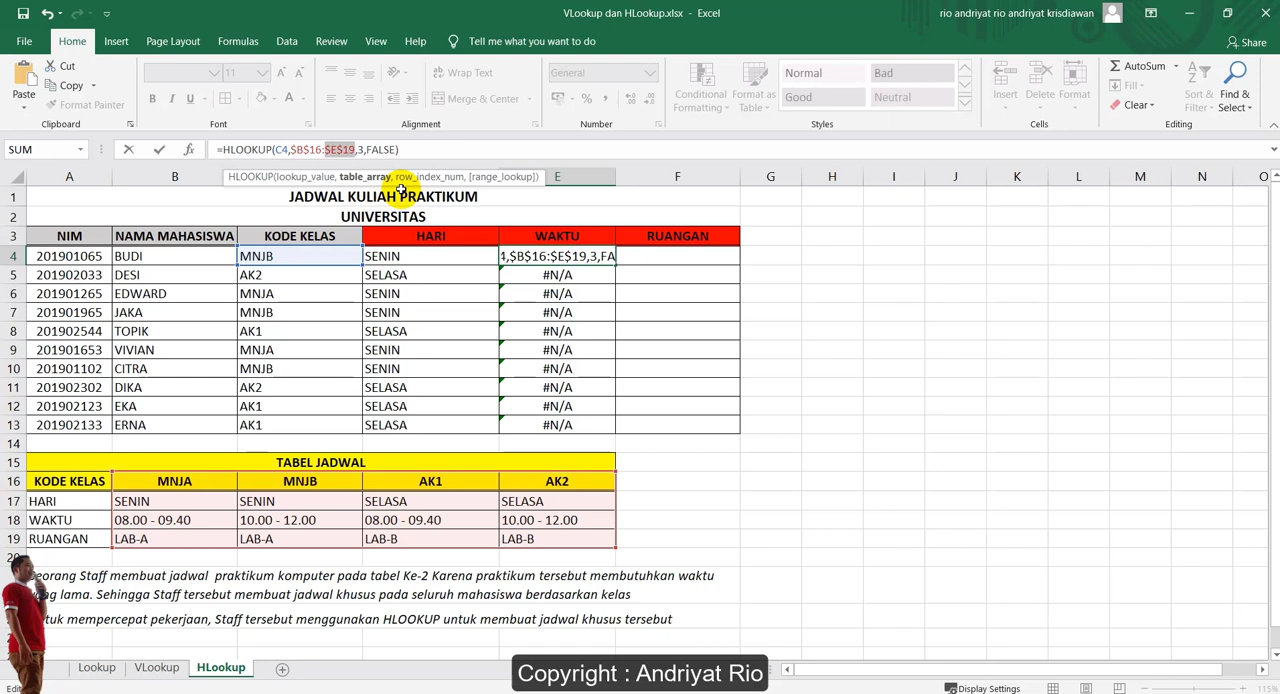 VLookup dan HLookup.xlsx - Excel
rio andriyat rio andriyat krisdiawan
File Home Insert Page Layout Formulas Data Review View Help Tell me what you want to do Share
Paste
Cut
Copy
Format Painter
Clipboard
11
B I U
Font
Wrap Text
Merge & Center
Alignment
General
%
Number
Conditional Formatting
Format as Table
Normal Bad
Good Neutral
Styles
Insert Delete Format
Cells
AutoSum
Fill
Clear
Sort & Filter
Find & Select
Editing
SUM fx =HLOOKUP(C4,$B$16:$E$19,3,FALSE)
HLOOKUP(lookup_value, table_array, row_index_num, [range_lookup])
A B E F G H I J K L M N O
1 JADWAL KULIAH PRAKTIKUM
2 UNIVERSITAS
3 NIM NAMA MAHASISWA KODE KELAS HARI WAKTU RUANGAN
4 201901065 BUDI MNJB SENIN 4,$B$16:$E$19,3,FA
5 201902033 DESI AK2 SELASA #N/A
6 201901265 EDWARD MNJA SENIN #N/A
7 201901965 JAKA MNJB SENIN #N/A
8 201902544 TOPIK AK1 SELASA #N/A
9 201901653 VIVIAN MNJA SENIN #N/A
10 201901102 CITRA MNJB SENIN #N/A
11 201902302 DIKA AK2 SELASA #N/A
12 201902123 EKA AK1 SELASA #N/A
13 201902133 ERNA AK1 SELASA #N/A
14
15 TABEL JADWAL
16 KODE KELAS MNJA MNJB AK1 AK2
17 HARI SENIN SENIN SELASA SELASA
18 WAKTU 08.00 - 09.40 10.00 - 12.00 08.00 - 09.40 10.00 - 12.00
19 RUANGAN LAB-A LAB-A LAB-B LAB-B
20
eorang Staff membuat jadwal praktikum komputer pada tabel Ke-2 Karena praktikum tersebut membutuhkan waktu
lama. Sehingga Staff tersebut membuat jadwal khusus pada seluruh mahasiswa berdasarkan kelas
tuk mempercepat pekerjaan, Staff tersebut menggunakan HLOOKUP untuk membuat jadwal khusus tersebut
Lookup VLookup HLookup
Copyright : Andriyat Rio
Display Settings
115%